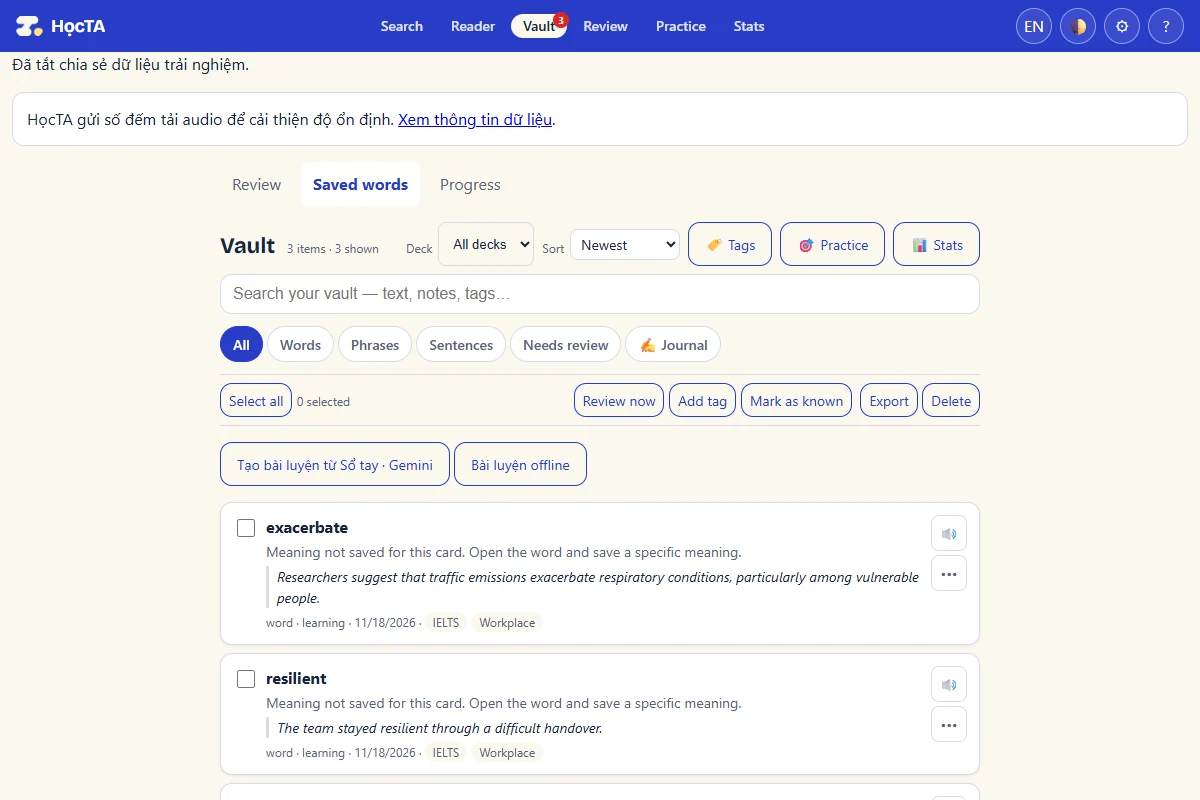 HọcTA
Search
Reader
Vault
3
Review
Practice
Stats
EN
?
Đã tắt chia sẻ dữ liệu trải nghiệm.
HọcTA gửi số đếm tải audio để cải thiện độ ổn định. Xem thông tin dữ liệu.
Review
Saved words
Progress
Vault
3 items · 3 shown
Deck
All decks
Sort
Newest
Tags
Practice
Stats
Search your vault — text, notes, tags…
All
Words
Phrases
Sentences
Needs review
Journal
Select all
0 selected
Review now
Add tag
Mark as known
Export
Delete
Tạo bài luyện từ Sổ tay · Gemini
Bài luyện offline
exacerbate
Meaning not saved for this card. Open the word and save a specific meaning.
Researchers suggest that traffic emissions exacerbate respiratory conditions, particularly among vulnerable
people.
word · learning · 11/18/2026 · IELTS Workplace
resilient
Meaning not saved for this card. Open the word and save a specific meaning.
The team stayed resilient through a difficult handover.
word · learning · 11/18/2026 · IELTS Workplace